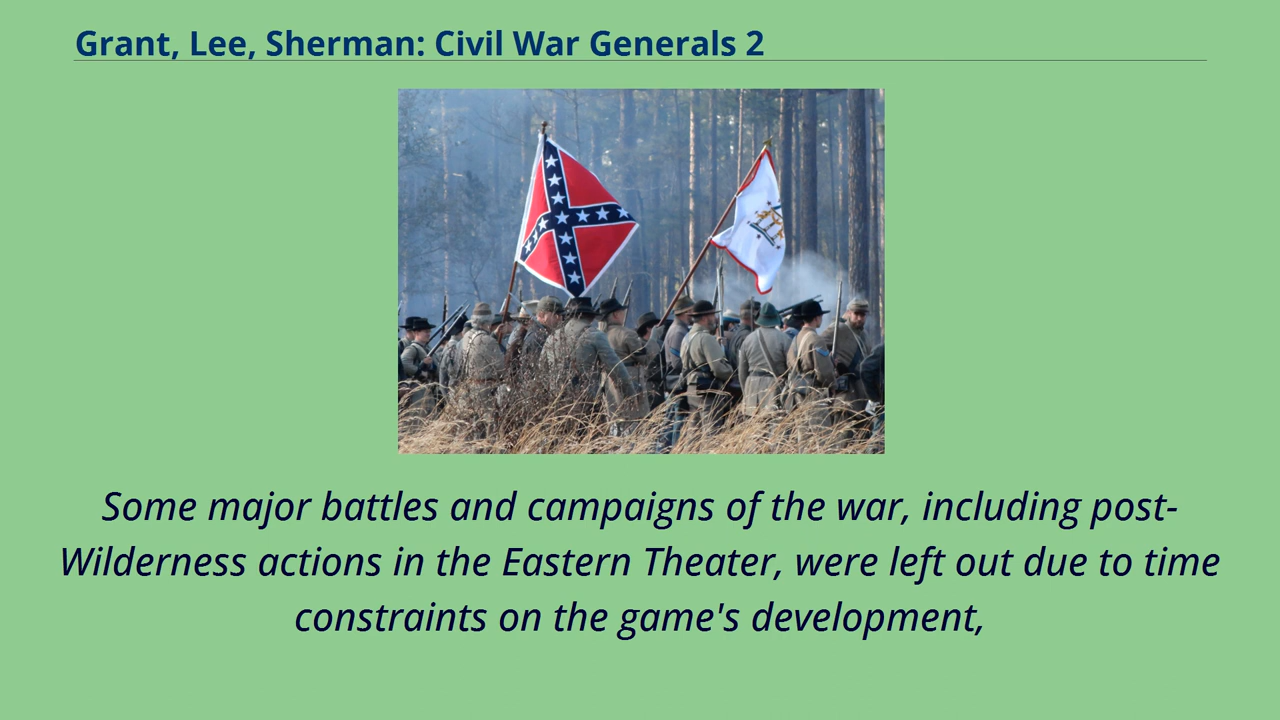 Grant, Lee, Sherman: Civil War Generals 2
Some major battles and campaigns of the war, including post-
Wilderness actions in the Eastern Theater, were left out due to time
constraints on the game's development,